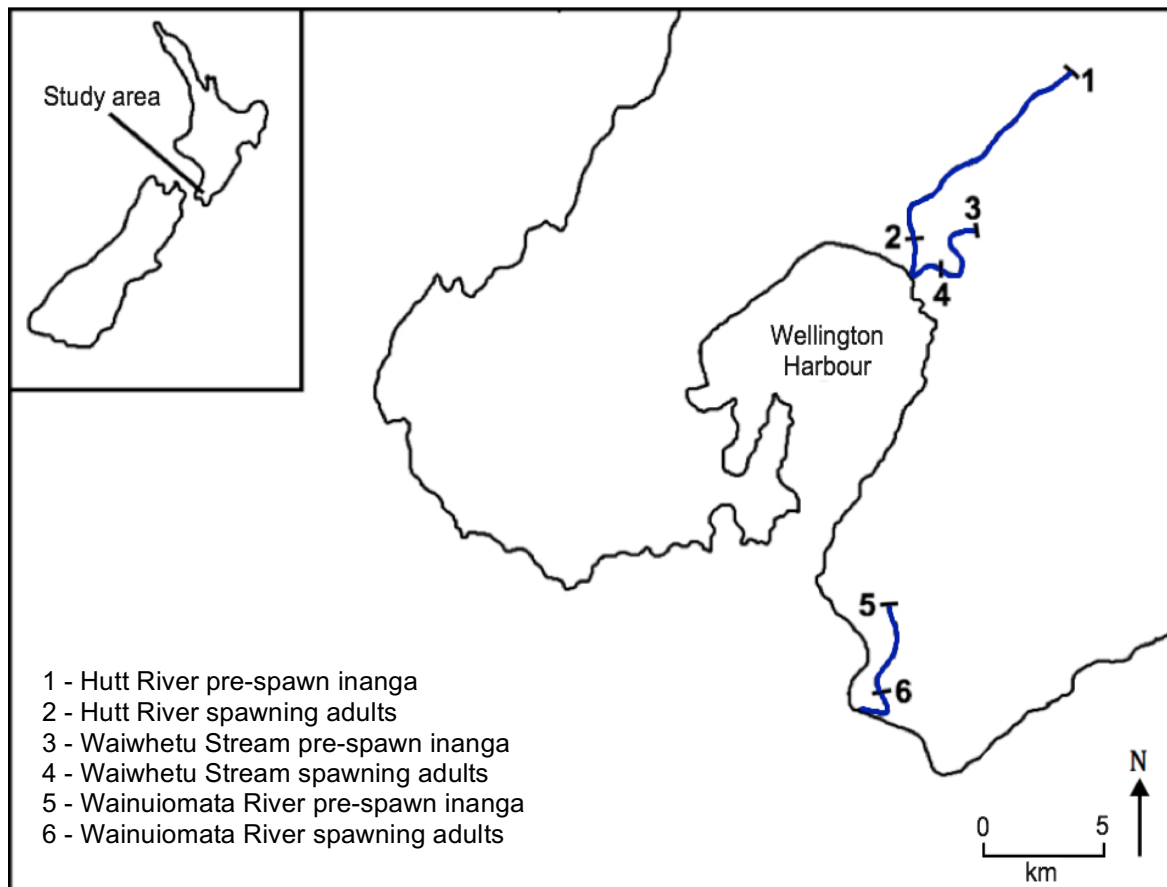 Study area
1
3
2
4
Wellington
Harbour
5
6
1 - Hutt River pre-spawn inanga
2 - Hutt River spawning adults
3 - Waiwhetu Stream pre-spawn inanga
4 - Waiwhetu Stream spawning adults
5 - Wainuiomata River pre-spawn inanga
6 - Wainuiomata River spawning adults
N
0 5
km